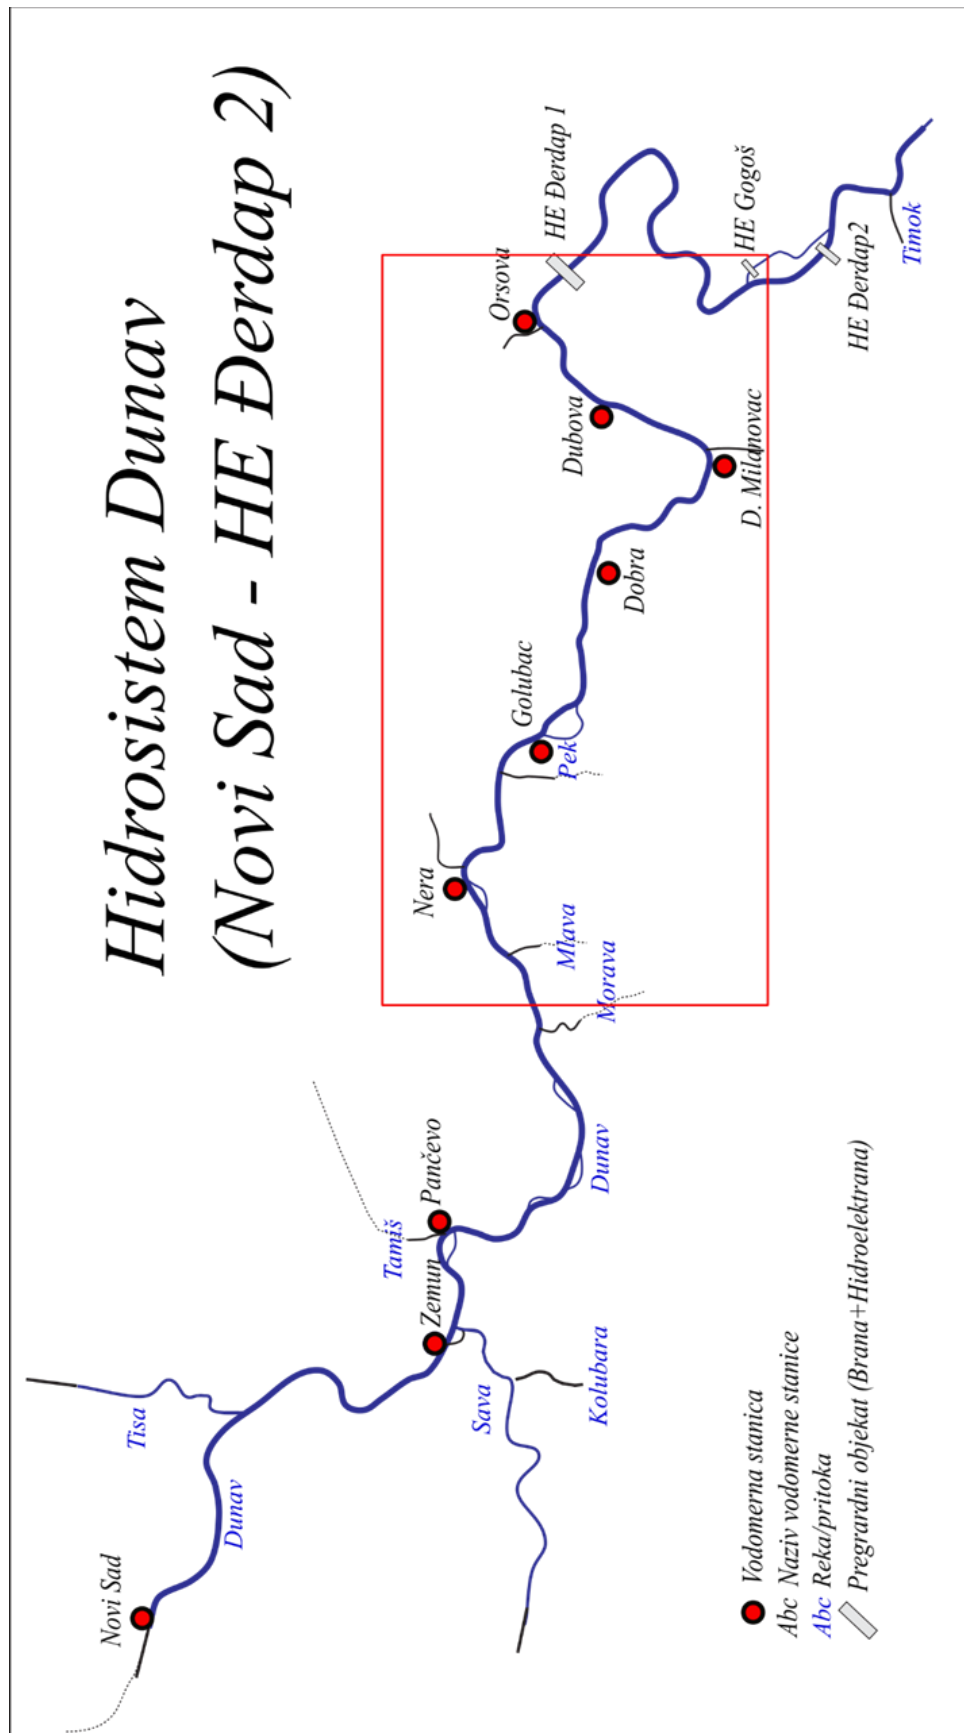 Hidrosistem Dunav
(Novi Sad - HE Đerdap 2)
Novi Sad
Dunav
Tisa
Zemun
Sava
Kolubara
Tamiš
Pančevo
Dunav
Morava
Mlava
Nera
Pek
Golubac
Dobra
D. Milanovac
Dubova
Orsova
HE Đerdap 1
HE Gogoš
HE Đerdap2
Timok
Vodomerna stanica
Abc Naziv vodomerne stanice
Abc Reka/pritoka
Pregrardni objekat (Brana+Hidroelektrana)